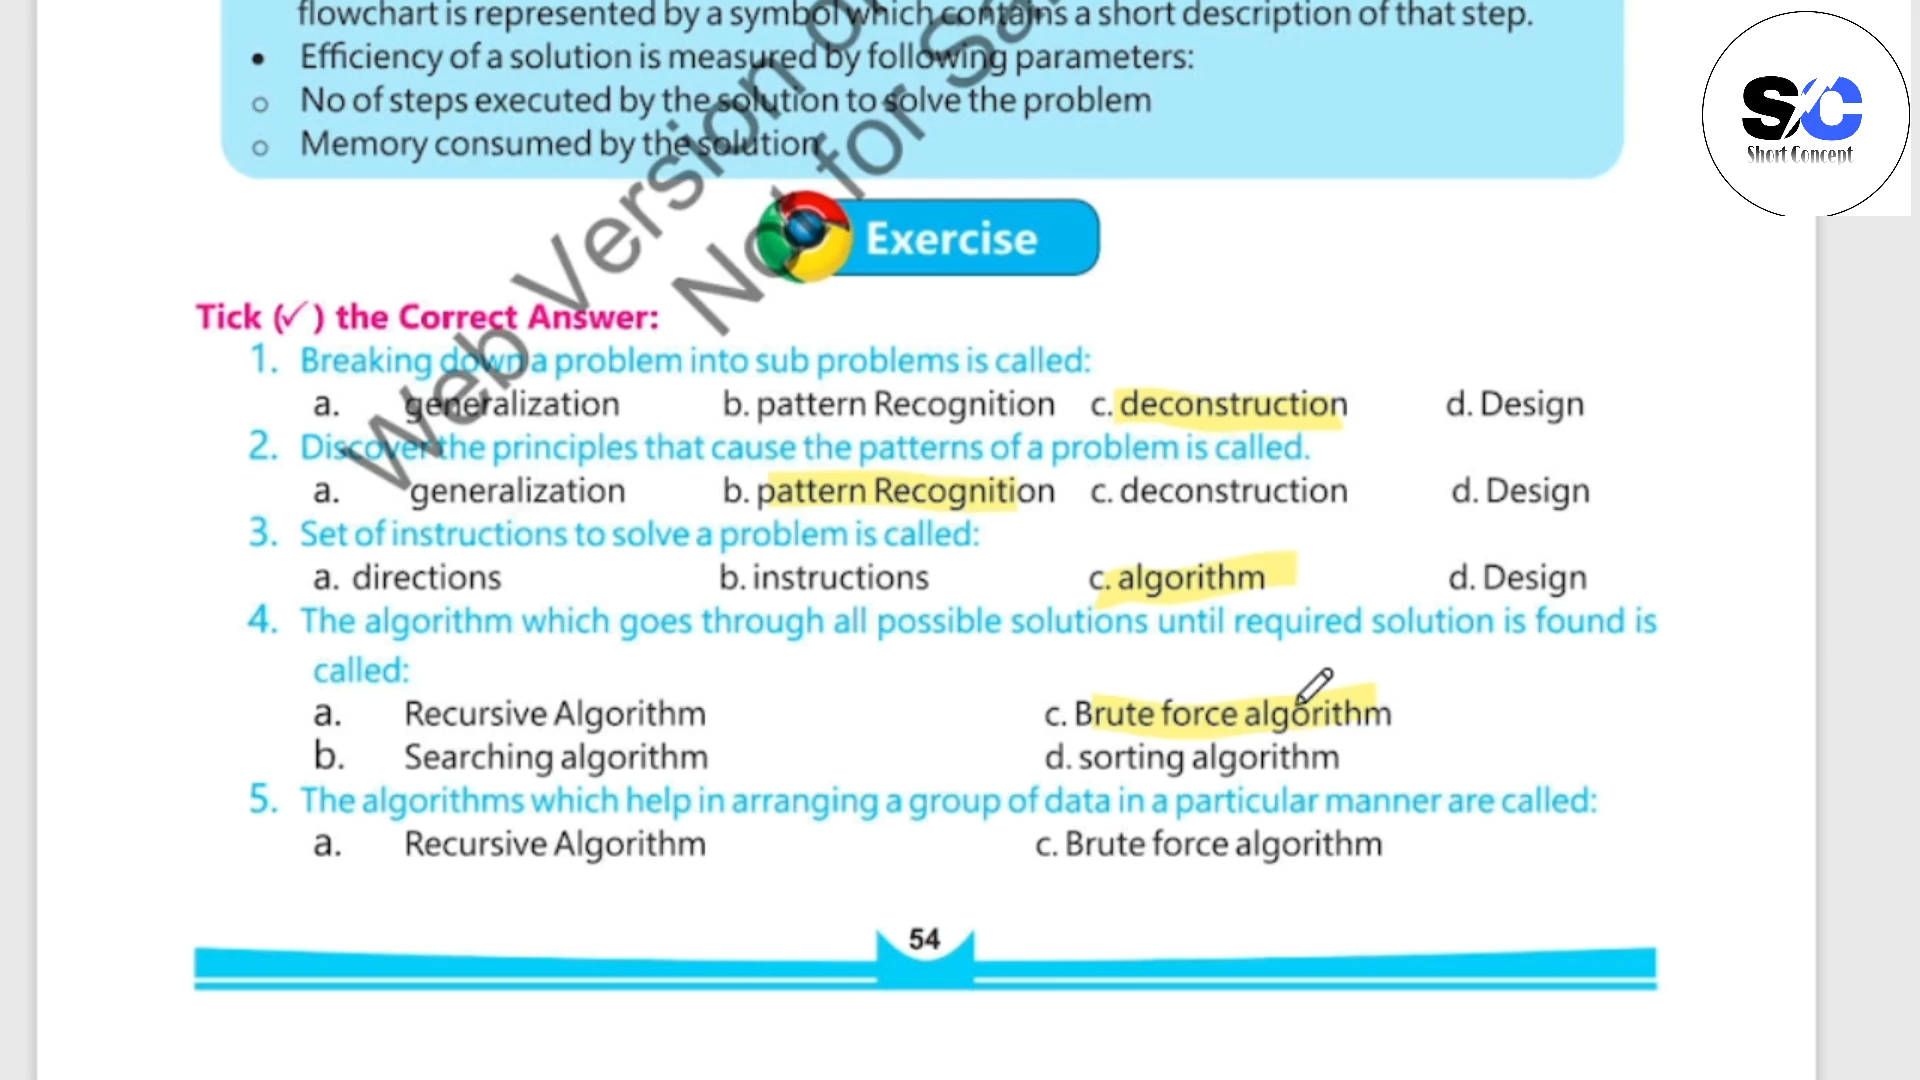 flowchart is represented by a symbol which contains a short description of that step.
• Efficiency of a solution is measured by following parameters:
o No of steps executed by the solution to solve the problem
o Memory consumed by the solution
SC
Short Concept
Web Version of
Not for Sal
Exercise
Tick (✓) the Correct Answer:
1. Breaking down a problem into sub problems is called:
a. generalization b. pattern Recognition c. deconstruction d. Design
2. Discover the principles that cause the patterns of a problem is called.
a. generalization b. pattern Recognition c. deconstruction d. Design
3. Set of instructions to solve a problem is called:
a. directions b. instructions c. algorithm d. Design
4. The algorithm which goes through all possible solutions until required solution is found is
called:
a. Recursive Algorithm c. Brute force algorithm
b. Searching algorithm d. sorting algorithm
5. The algorithms which help in arranging a group of data in a particular manner are called:
a. Recursive Algorithm c. Brute force algorithm
54